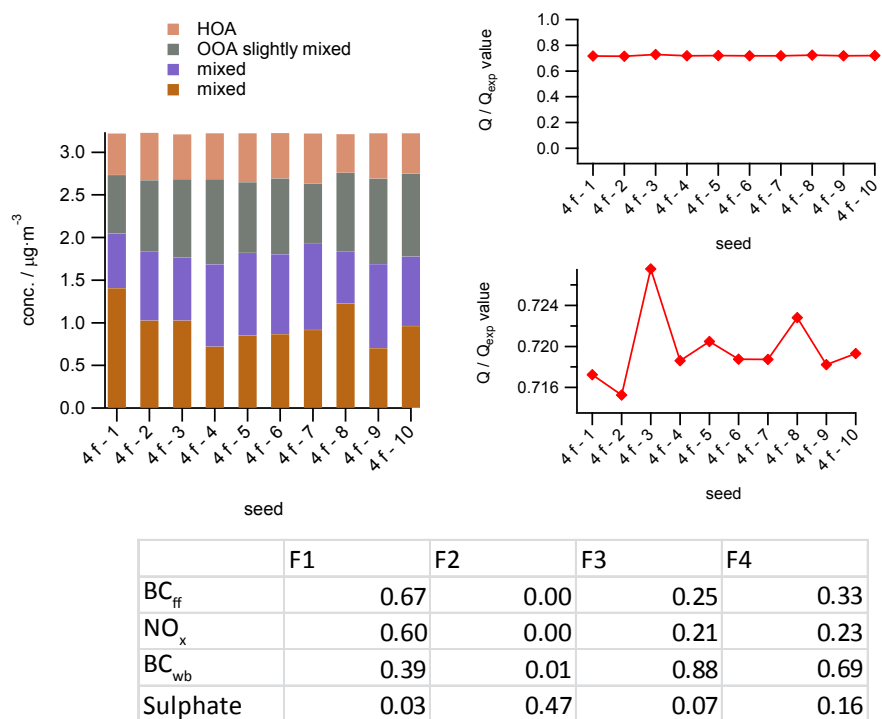 HOA
OOA slightly mixed
mixed
mixed
conc. / µg·m⁻³
3.0
2.5
2.0
1.5
1.0
0.5
0.0
4 f - 1
4 f - 2
4 f - 3
4 f - 4
4 f - 5
4 f - 6
4 f - 7
4 f - 8
4 f - 9
4 f - 10
seed
Q / Qexp value
1.0
0.8
0.6
0.4
0.2
0.0
4 f - 1
4 f - 2
4 f - 3
4 f - 4
4 f - 5
4 f - 6
4 f - 7
4 f - 8
4 f - 9
4 f - 10
seed
Q / Qexp value
0.724
0.720
0.716
4 f - 1
4 f - 2
4 f - 3
4 f - 4
4 f - 5
4 f - 6
4 f - 7
4 f - 8
4 f - 9
4 f - 10
seed
F1 F2 F3 F4
BCff 0.67 0.00 0.25 0.33
NOx 0.60 0.00 0.21 0.23
BCwb 0.39 0.01 0.88 0.69
Sulphate 0.03 0.47 0.07 0.16